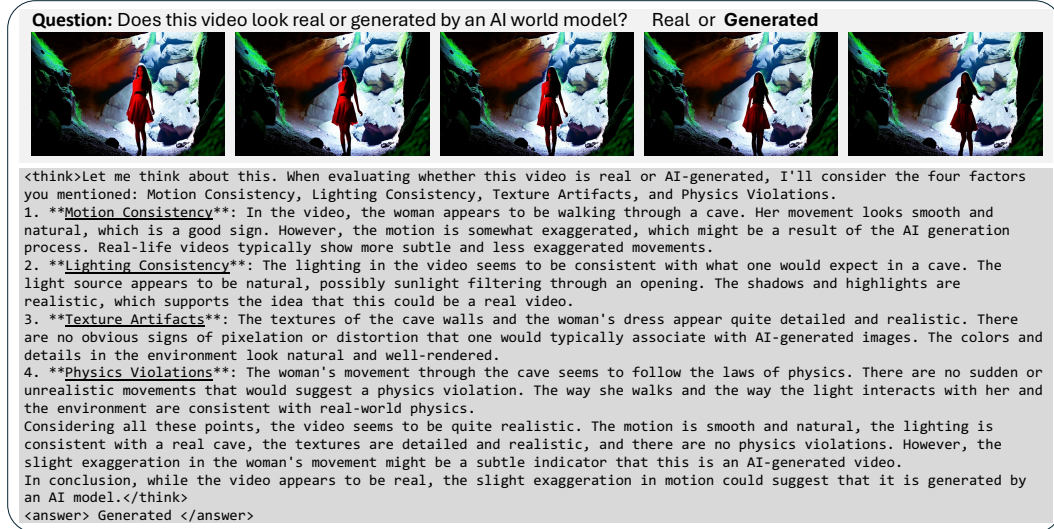 Question: Does this video look real or generated by an AI world model? Real or Generated
<think>Let me think about this. When evaluating whether this video is real or AI-generated, I'll consider the four factors
you mentioned: Motion Consistency, Lighting Consistency, Texture Artifacts, and Physics Violations.
1. **Motion Consistency**: In the video, the woman appears to be walking through a cave. Her movement looks smooth and
natural, which is a good sign. However, the motion is somewhat exaggerated, which might be a result of the AI generation
process. Real-life videos typically show more subtle and less exaggerated movements.
2. **Lighting Consistency**: The lighting in the video seems to be consistent with what one would expect in a cave. The
light source appears to be natural, possibly sunlight filtering through an opening. The shadows and highlights are
realistic, which supports the idea that this could be a real video.
3. **Texture Artifacts**: The textures of the cave walls and the woman's dress appear quite detailed and realistic. There
are no obvious signs of pixelation or distortion that one would typically associate with AI-generated images. The colors and
details in the environment look natural and well-rendered.
4. **Physics Violations**: The woman's movement through the cave seems to follow the laws of physics. There are no sudden or
unrealistic movements that would suggest a physics violation. The way she walks and the way the light interacts with her and
the environment are consistent with real-world physics.
Considering all these points, the video seems to be quite realistic. The motion is smooth and natural, the lighting is
consistent with a real cave, the textures are detailed and realistic, and there are no physics violations. However, the
slight exaggeration in the woman's movement might be a subtle indicator that this is an AI-generated video.
In conclusion, while the video appears to be real, the slight exaggeration in motion could suggest that it is generated by
an AI model.</think>
<answer> Generated </answer>